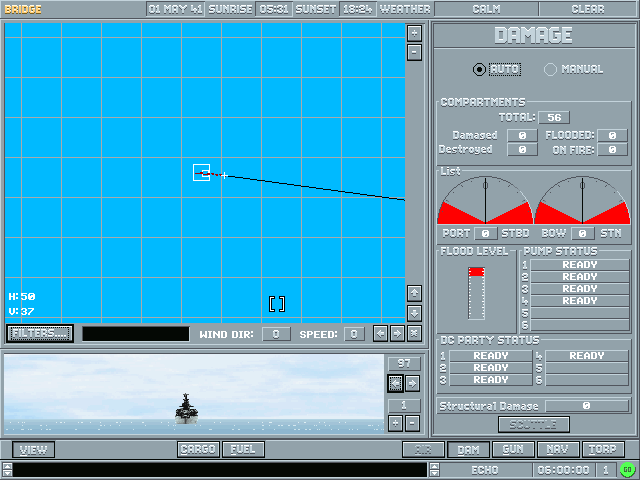 BRIDGE 01 MAY 41 SUNRISE 05:31 SUNSET 18:24 WEATHER CALM CLEAR
+
-
DAMAGE
AUTO MANUAL
COMPARTMENTS
TOTAL: 56
Damaged 0 FLOODED: 0
Destroyed 0 ON FIRE: 0
List
0 0
PORT 0 STBD BOW 0 STN
FLOOD LEVEL PUMP STATUS
1 READY
2 READY
3 READY
4 READY
5
6
H:50
V:37
[ ]
FILTERS... WIND DIR: 0 SPEED: 0
DC PARTY STATUS
1 READY 4 READY
2 READY 5
3 READY 6
97
1
+ -
Structural Damage 0
SCUTTLE
VIEW CARGO FUEL AIR DAM GUN NAV TORP
ECHO 06:00:00 1 GO